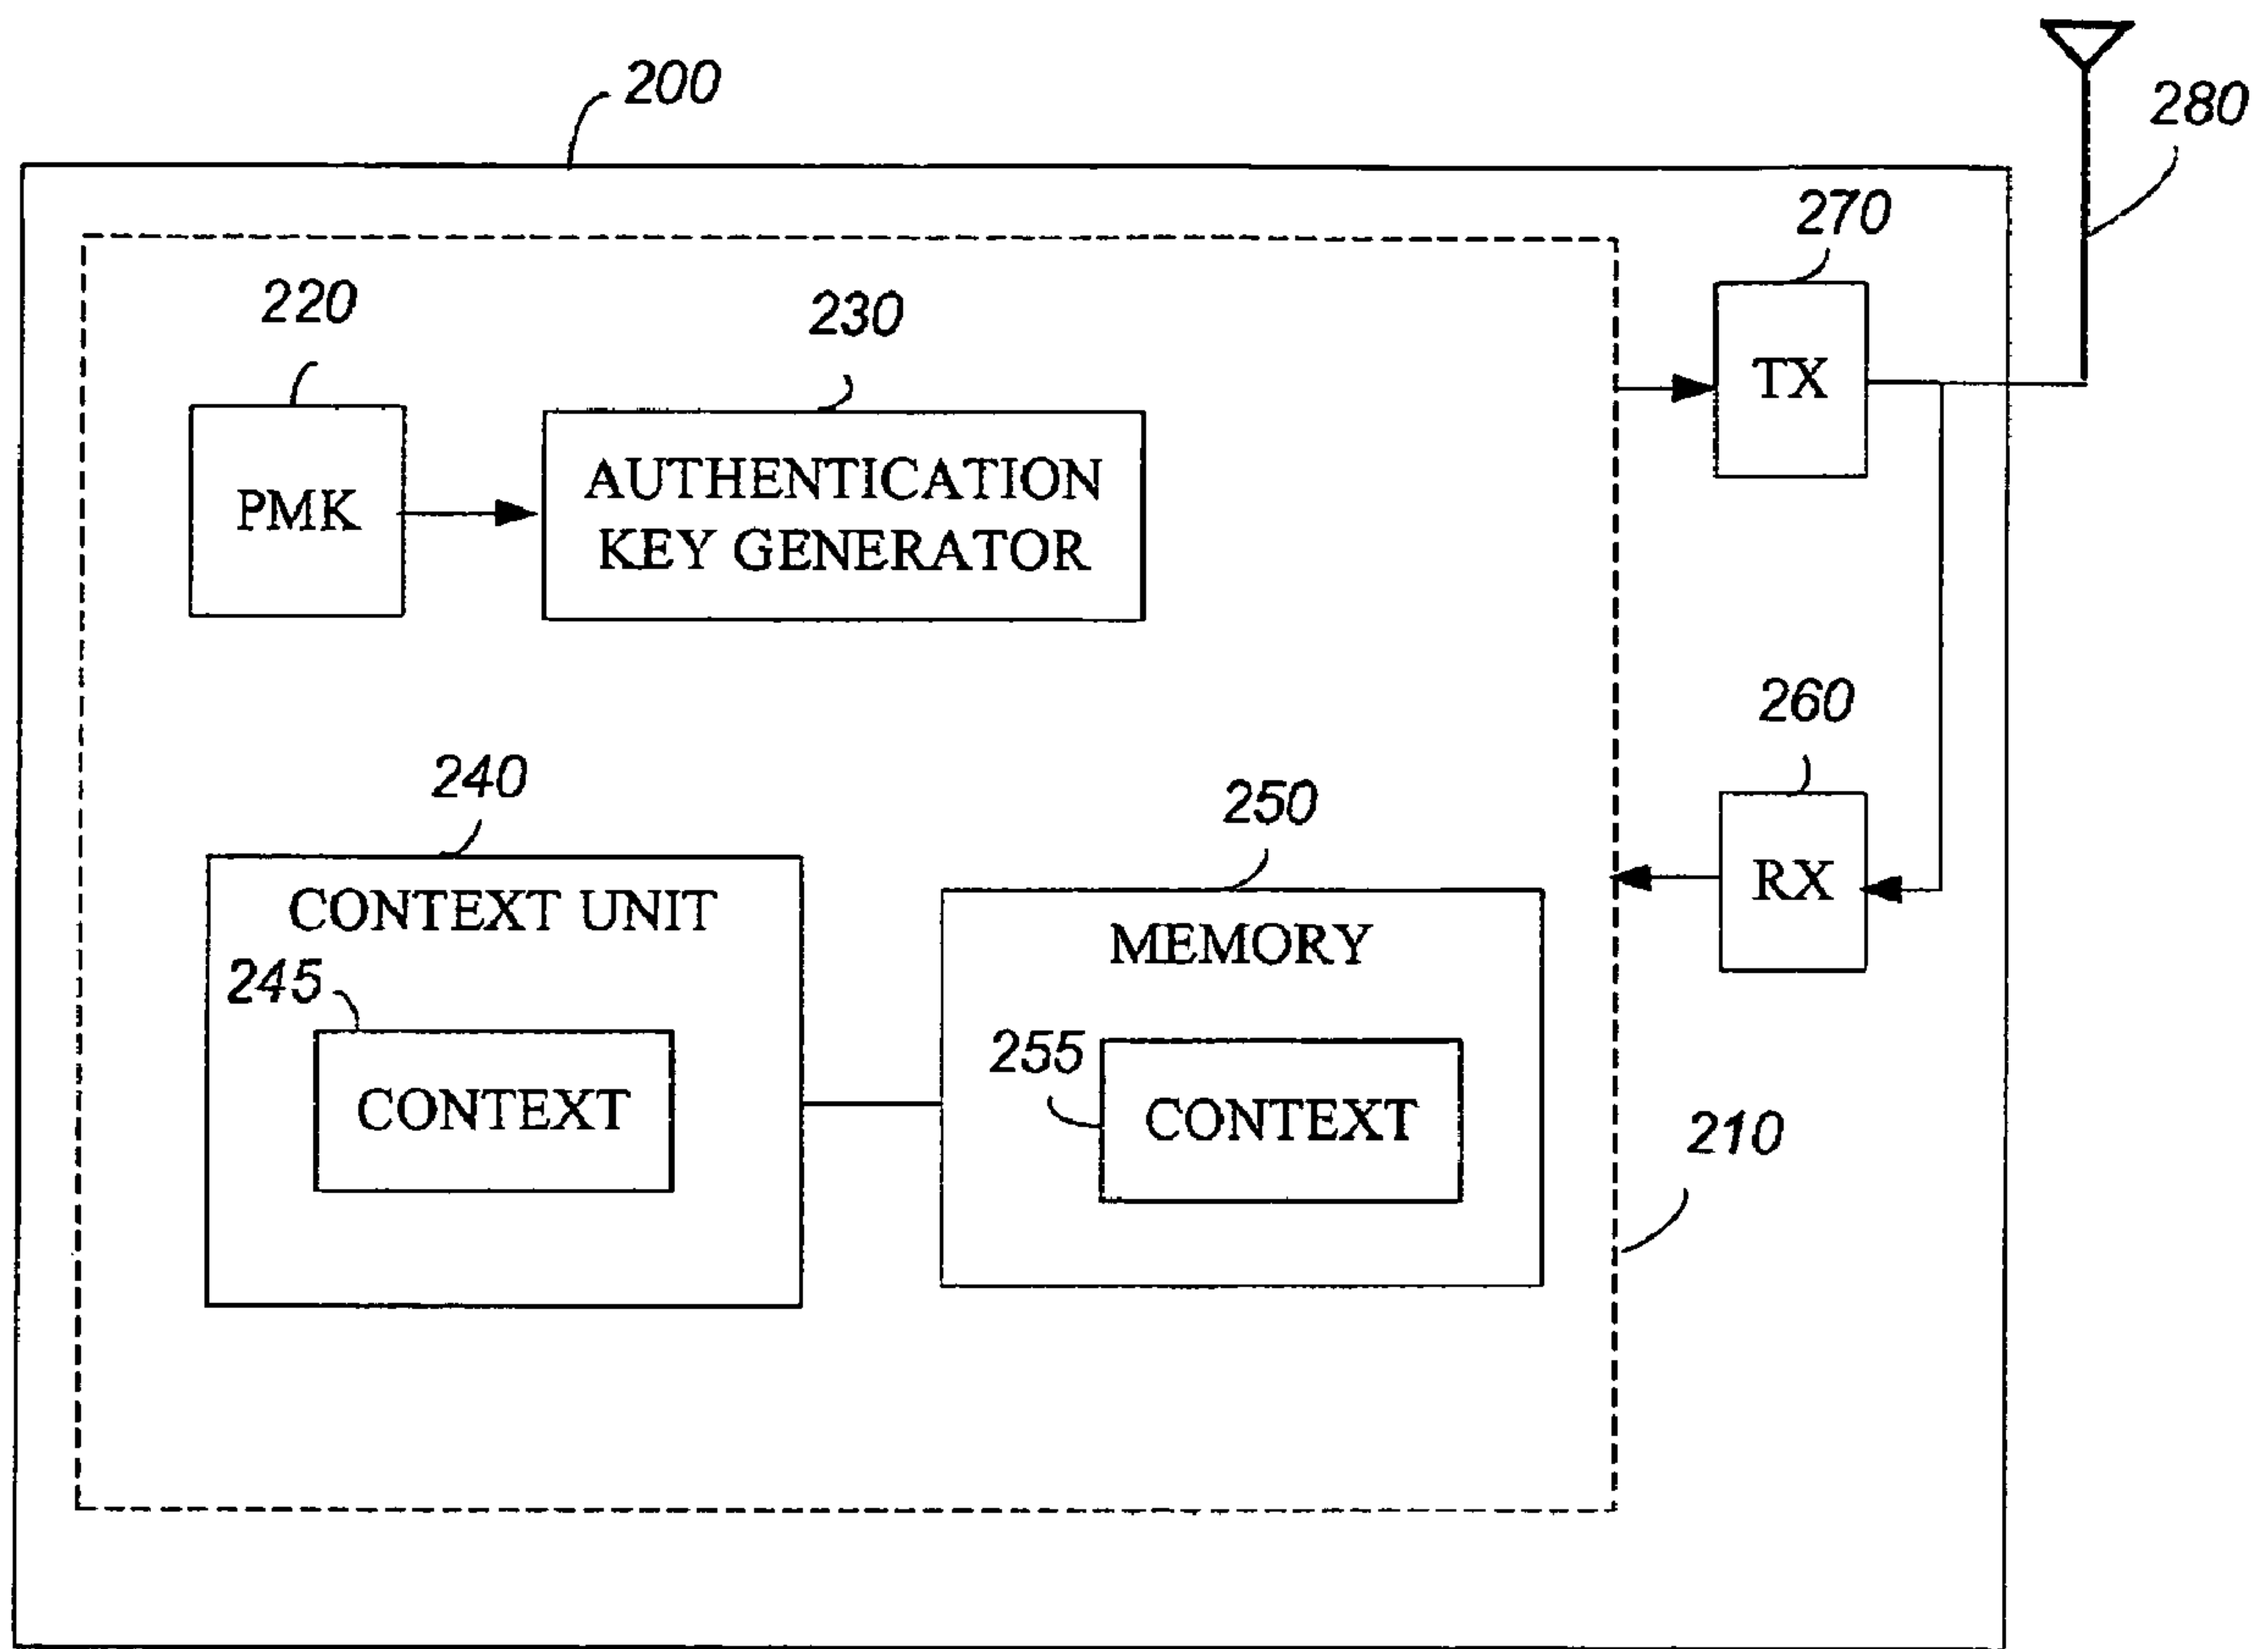 200
280
270
220
230
TX
PMK
AUTHENTICATION
KEY GENERATOR
260
240
250
RX
CONTEXT UNIT
MEMORY
245
255
CONTEXT
CONTEXT
210